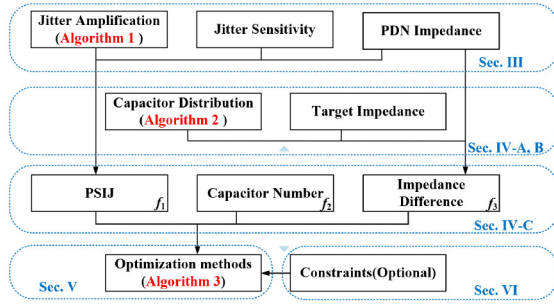 Jitter Amplification
(Algorithm 1 )
Jitter Sensitivity
PDN Impedance
Sec. III
Capacitor Distribution
(Algorithm 2 )
Target Impedance
Sec. IV-A, B
PSIJ
f1
Capacitor Number
f2
Impedance
Difference
f3
Sec. IV-C
Optimization methods
(Algorithm 3)
Sec. V
Constraints(Optional)
Sec. VI